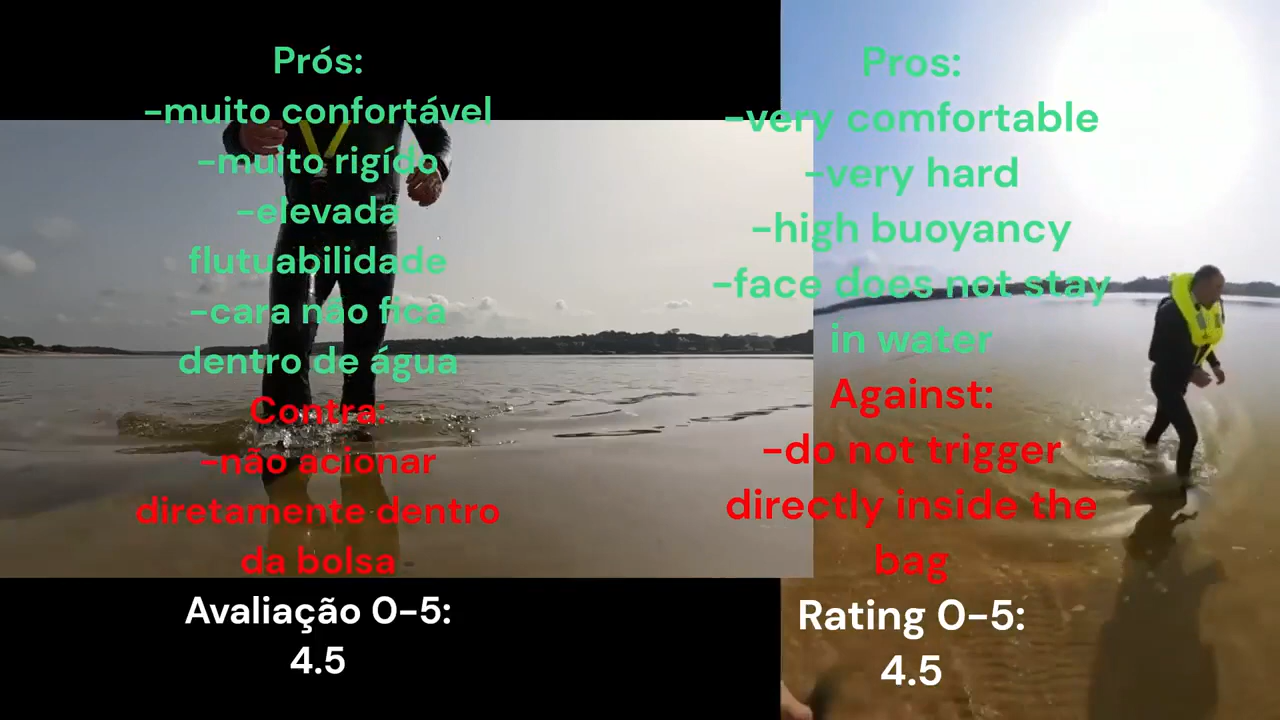 Prós:
-muito confortável
-muito rigído
-elevada
flutuabilidade
-cara não fica
dentro de água
Contra:
-não acionar
diretamente dentro
da bolsa
Avaliação 0-5:
4.5
Pros:
-very comfortable
-very hard
-high buoyancy
-face does not stay
in water
Against:
-do not trigger
directly inside the
bag
Rating 0-5:
4.5